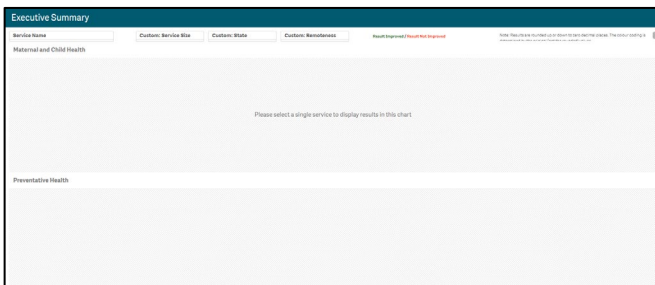 Executive Summary
Service Name
Custom: Service Size
Custom: State
Custom: Remoteness
Result Improved / Result Not Improved
Note: Results are rounded up or down to zero decimal places. The colour coding is
Maternal and Child Health
Please select a single service to display results in this chart
Preventative Health